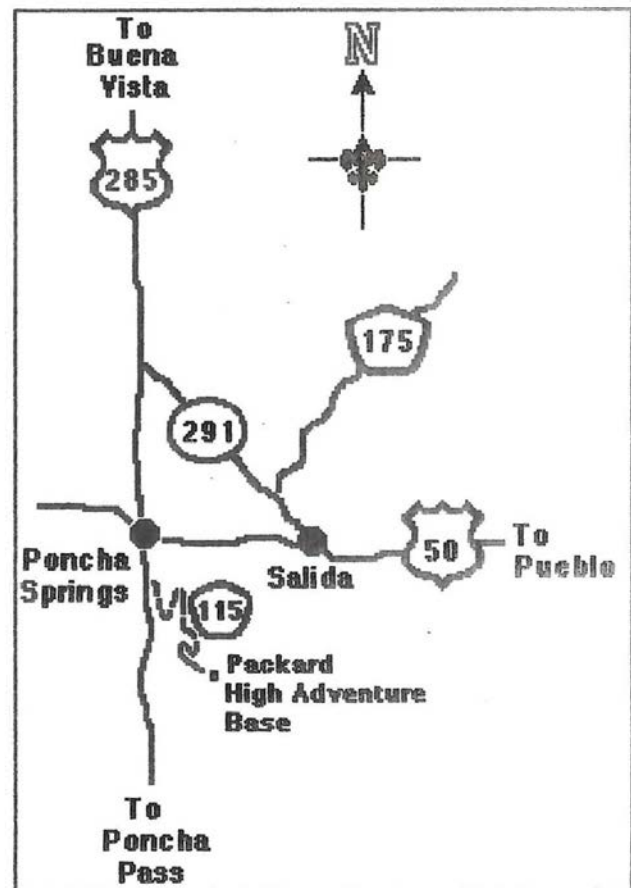 To
Buena
Vista
N
285
175
291
50
To
Pueblo
Poncha
Springs
Salida
115
Packard
High Adventure
Base
To
Poncha
Pass